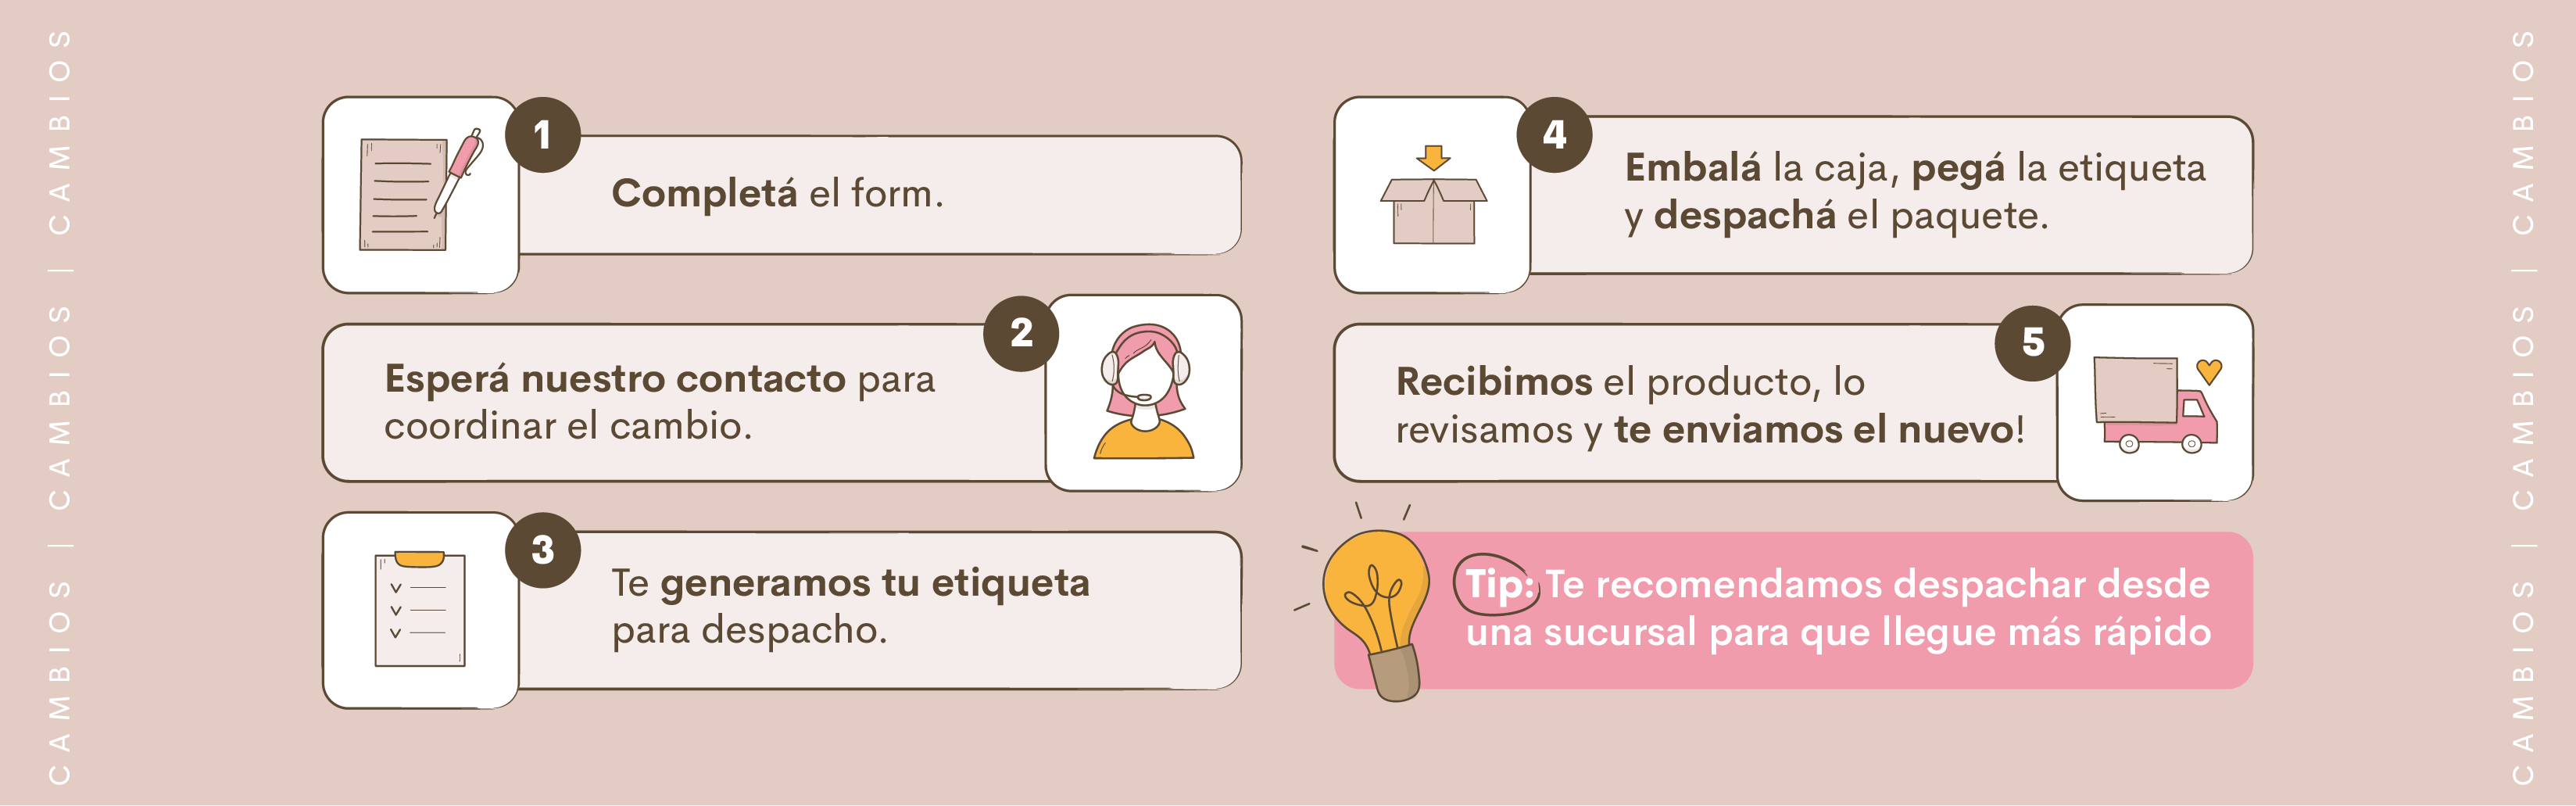 CAMBIOS | CAMBIOS | CAMBIOS
1
Completá el form.
2
Esperá nuestro contacto para
coordinar el cambio.
3
Te generamos tu etiqueta
para despacho.
4
Embalá la caja, pegá la etiqueta
y despachá el paquete.
5
Recibimos el producto, lo
revisamos y te enviamos el nuevo!
Tip: Te recomendamos despachar desde
una sucursal para que llegue más rápido
CAMBIOS | CAMBIOS | CAMBIOS